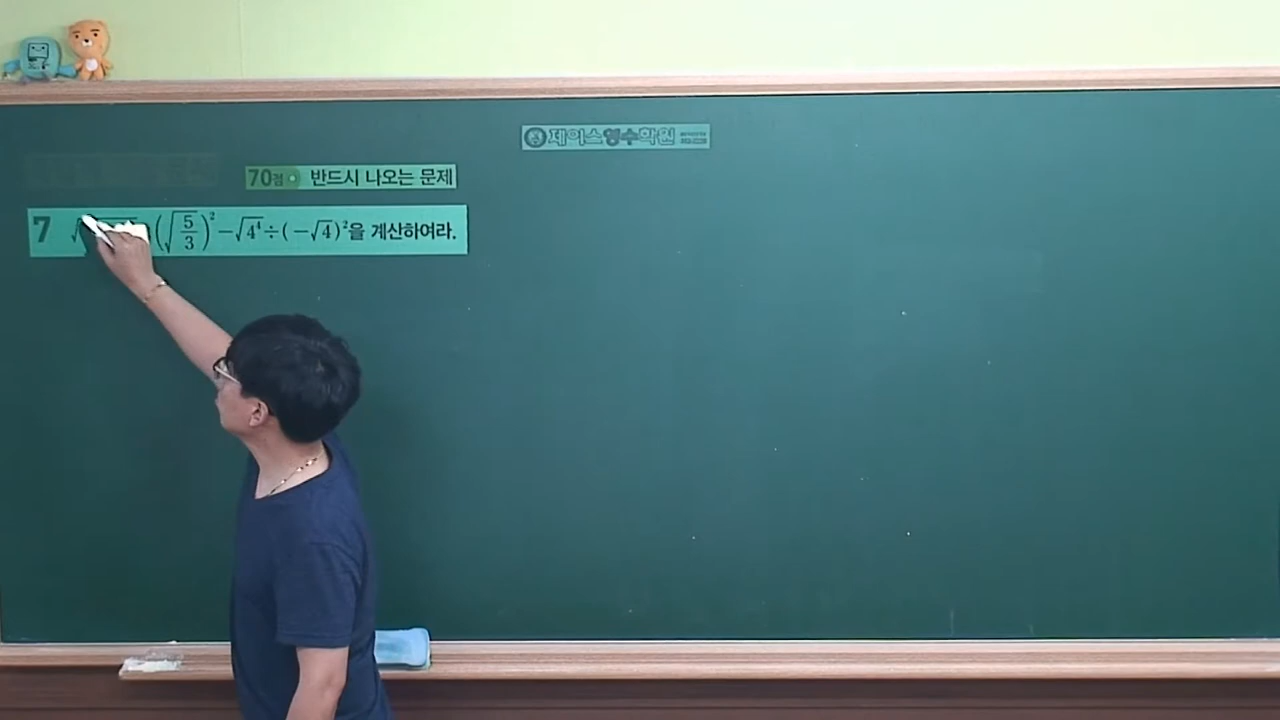 제이스영수학원
70점 반드시 나오는 문제
7 √ (√5/3)² − √4⁴ ÷ (−√4)²을 계산하여라.